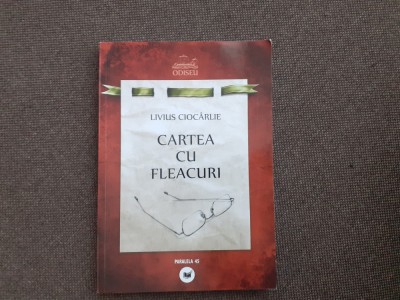 ODISEU
LIVIUS CIOCÂRLIE
CARTEA
CU
FLEACURI
PARALELA 45